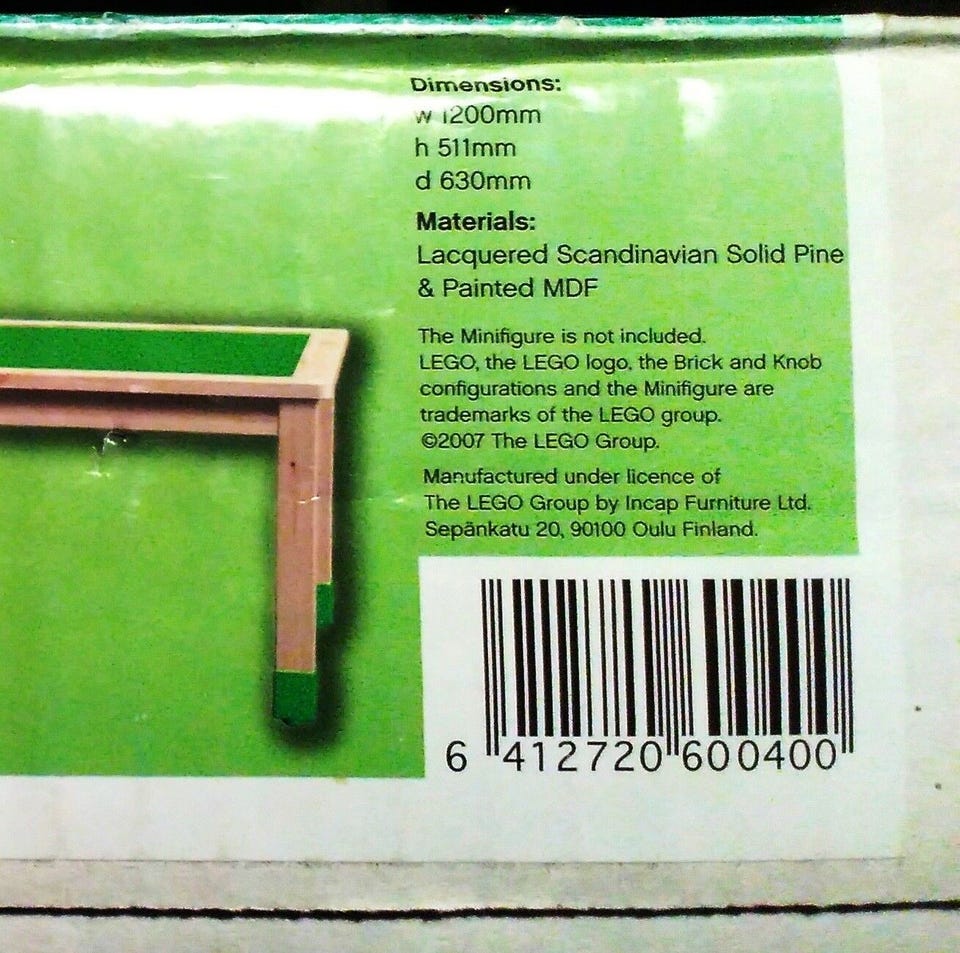 Dimensions:
w 1200mm
h 511mm
d 630mm
Materials:
Lacquered Scandinavian Solid Pine
& Painted MDF
The Minifigure is not included.
LEGO, the LEGO logo, the Brick and Knob
configurations and the Minifigure are
trademarks of the LEGO group.
©2007 The LEGO Group.
Manufactured under licence of
The LEGO Group by Incap Furniture Ltd.
Sepänkatu 20, 90100 Oulu Finland.
6 412720 600400